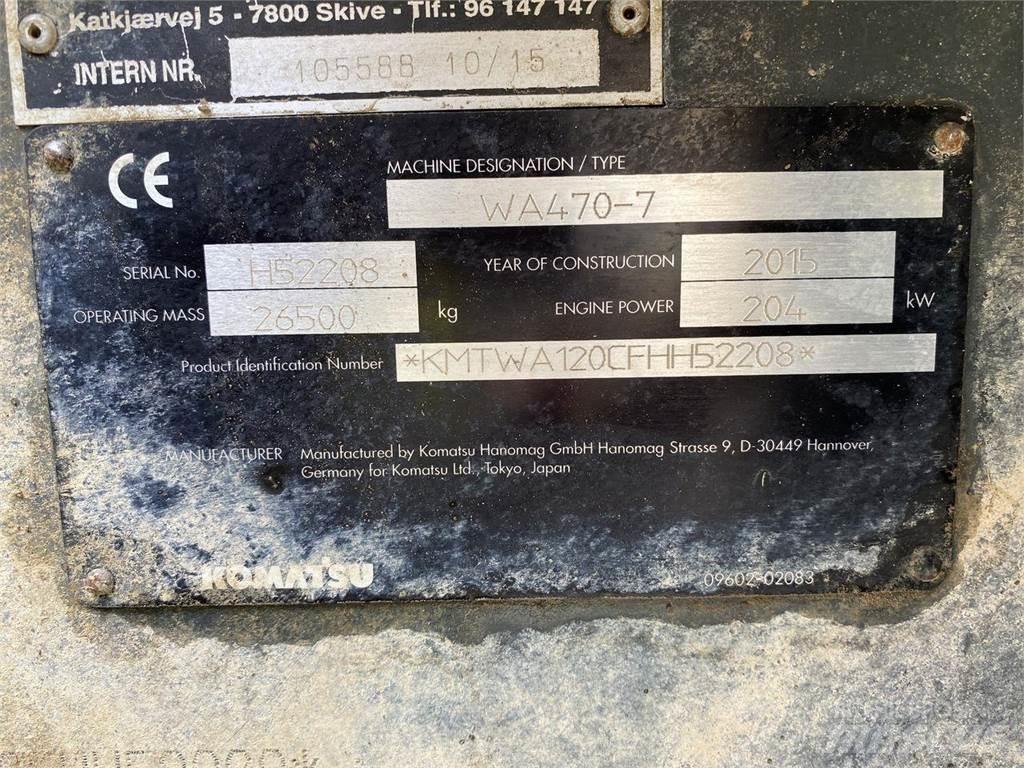 Katkjærvej 5 - 7800 Skive - Tlf.: 96 147 147
INTERN NR. 105588 10/15
CE
MACHINE DESIGNATION / TYPE
WA470-7
SERIAL No. H52208 YEAR OF CONSTRUCTION 2015
OPERATING MASS 26500 kg ENGINE POWER 204 kW
Product Identification Number *KMTWA120CFHH52208*
MANUFACTURER Manufactured by Komatsu Hanomag GmbH Hanomag Strasse 9, D-30449 Hannover,
Germany for Komatsu Ltd., Tokyo, Japan
KOMATSU 09602-02083